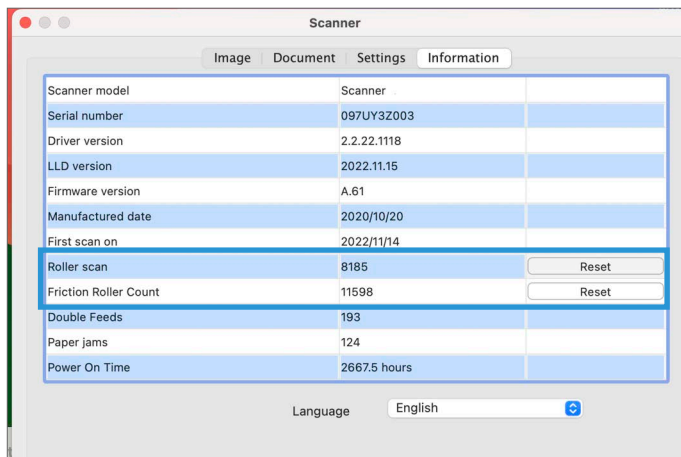 Scanner
Image Document Settings Information
Scanner model Scanner
Serial number 097UY3Z003
Driver version 2.2.22.1118
LLD version 2022.11.15
Firmware version A.61
Manufactured date 2020/10/20
First scan on 2022/11/14
Roller scan 8185 Reset
Friction Roller Count 11598 Reset
Double Feeds 193
Paper jams 124
Power On Time 2667.5 hours
Language English